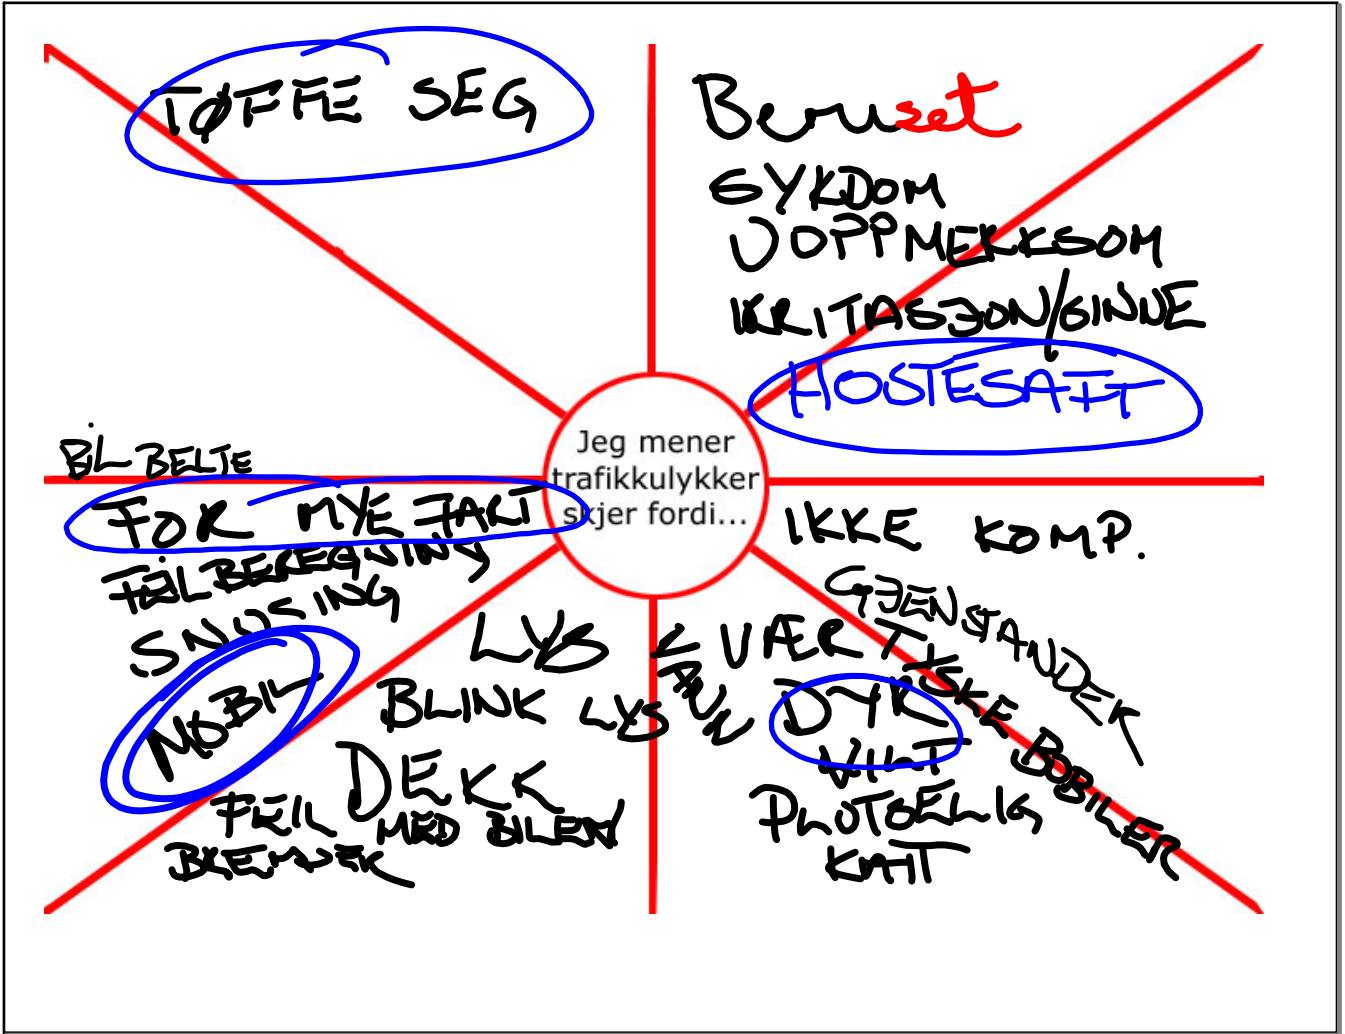 TØFFE SEG
Beruset
SYKDOM
UOPPMERKSOM
IRRITASJON/SINNE
HOSTESAFT
Jeg mener
trafikkulykker
skjer fordi...
BIL BELTE
FOR MYE FART
FEILBEREGNING
SNUSING
MOBIL
LYS
BLINK LYS
DEKK
FEIL MED BILEN
BREMSER
IKKE KOMP.
GJENSTANDER
VANN
VÆR
TYSKE BOBILER
DYR
VILT
PLUTSELIG
KATT